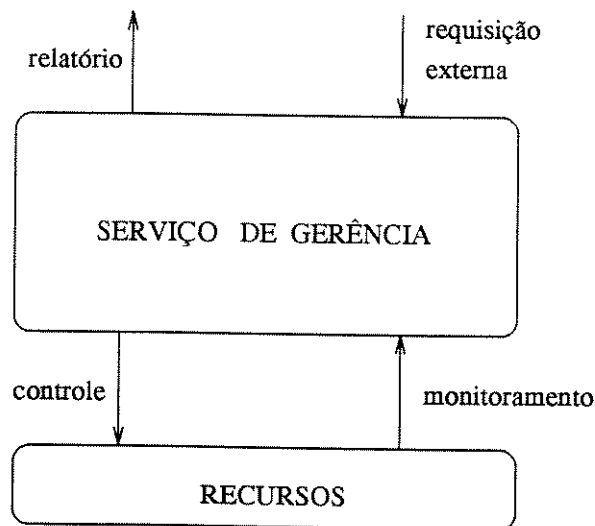 relatório
requisição
externa
SERVIÇO DE GERÊNCIA
controle
monitoramento
RECURSOS